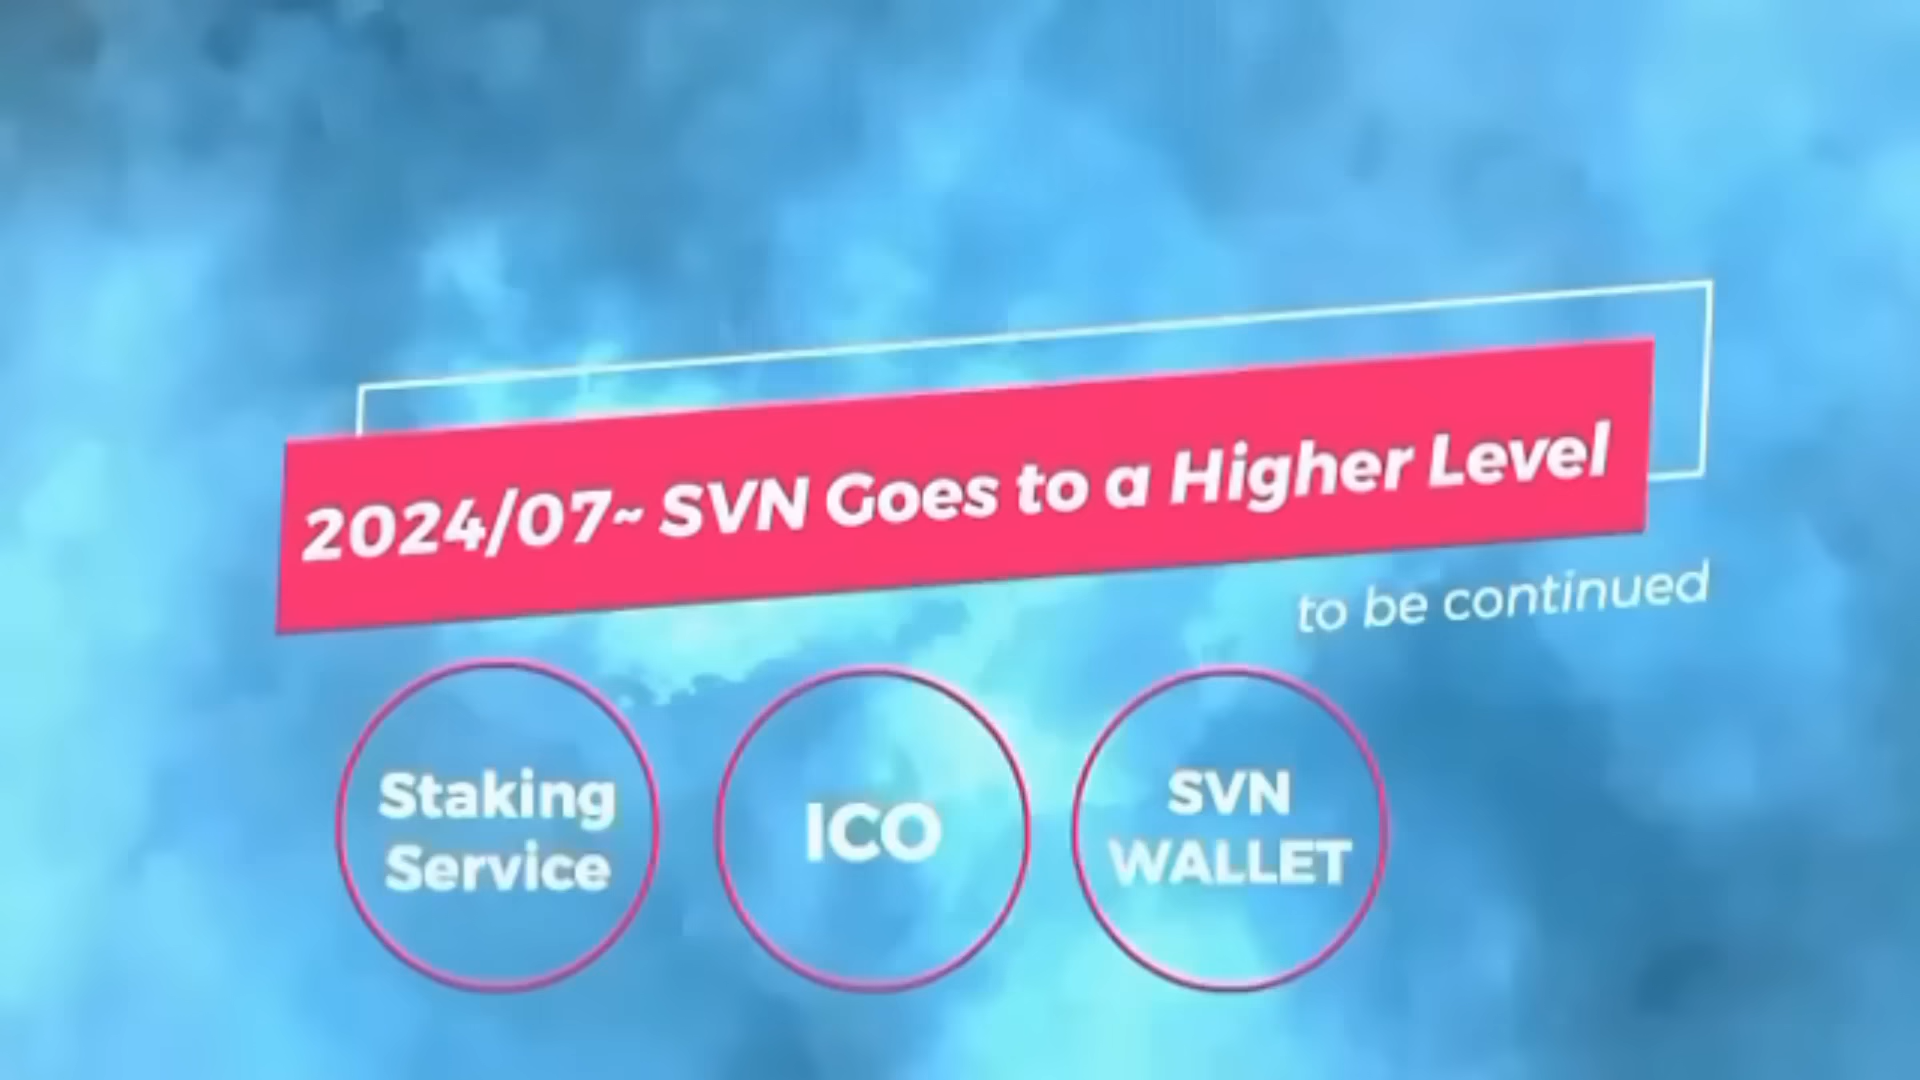 2024/07~ SVN Goes to a Higher Level
to be continued
Staking
Service
ICO
SVN
WALLET